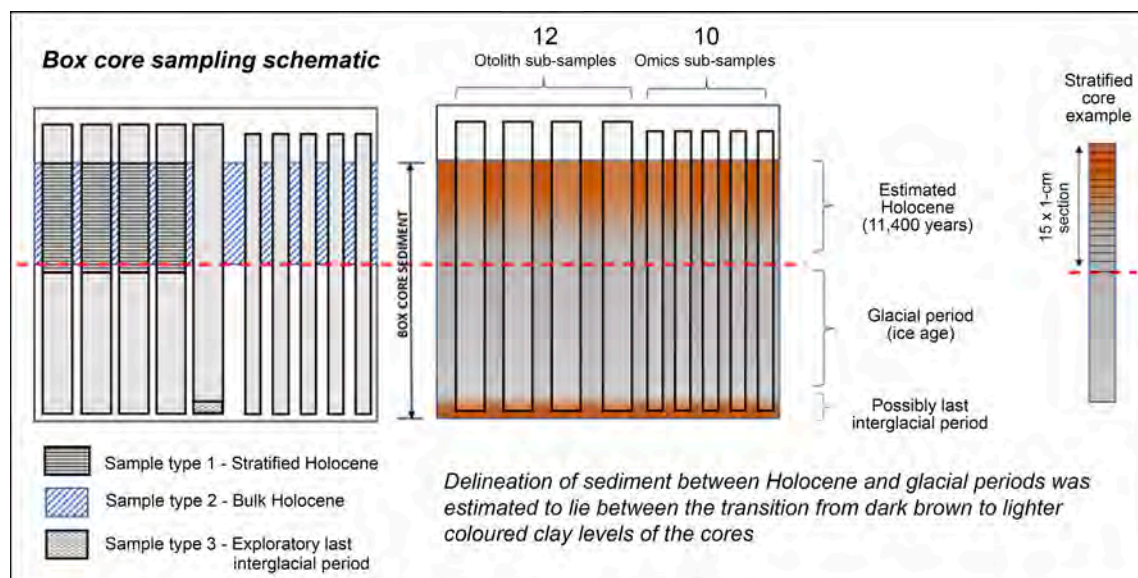 Box core sampling schematic
12
Otolith sub-samples
10
Omics sub-samples
Stratified
core
example
BOX CORE SEDIMENT
Estimated
Holocene
(11,400 years)
15 x 1-cm
section
Glacial period
(ice age)
Possibly last
interglacial period
Sample type 1 - Stratified Holocene
Sample type 2 - Bulk Holocene
Sample type 3 - Exploratory last
interglacial period
Delineation of sediment between Holocene and glacial periods was
estimated to lie between the transition from dark brown to lighter
coloured clay levels of the cores